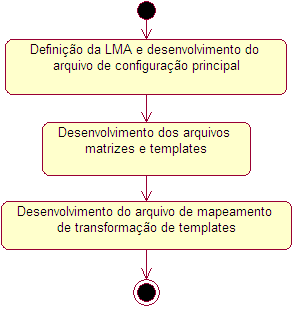 Definição da LMA e desenvolvimento do
arquivo de configuração principal
Desenvolvimento dos arquivos
matrizes e templates
Desenvolvimento do arquivo de mapeamento
de transformação de templates